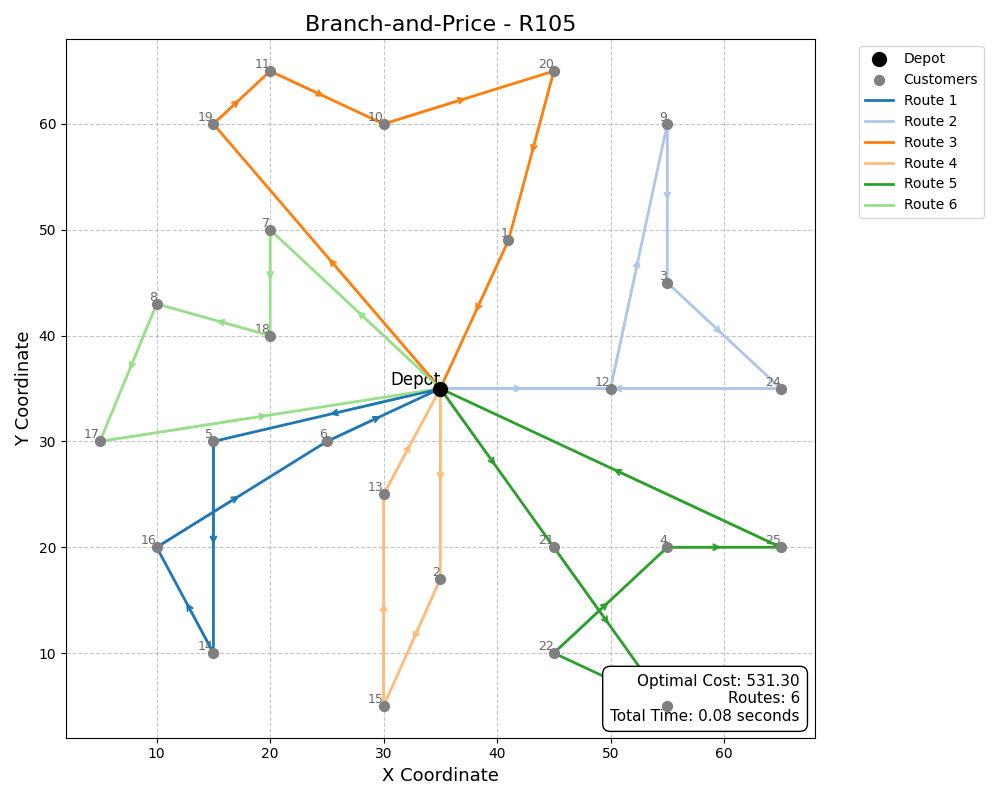 Branch-and-Price - R105
Y Coordinate
X Coordinate
60
50
40
30
20
10
10
20
30
40
50
60
11
20
19
10
9
7
1
8
3
18
Depot
12
24
17
5
6
13
16
21
4
25
2
14
22
15
Optimal Cost: 531.30
Routes: 6
Total Time: 0.08 seconds
Depot
Customers
Route 1
Route 2
Route 3
Route 4
Route 5
Route 6